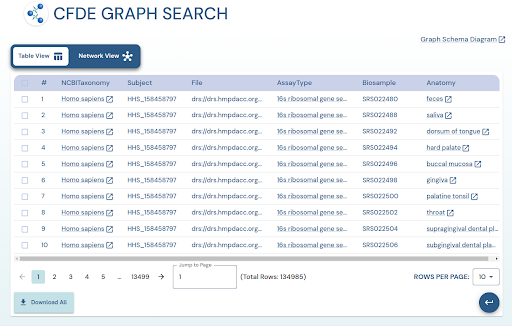 CFDE GRAPH SEARCH
Graph Schema Diagram
Table View Network View
# NCBITaxonomy Subject File AssayType Biosample Anatomy
1 Homo sapiens HHS_158458797 drs://drs.hmpdacc.org... 16s ribosomal gene se... SRS022480 feces
2 Homo sapiens HHS_158458797 drs://drs.hmpdacc.org... 16s ribosomal gene se... SRS022488 saliva
3 Homo sapiens HHS_158458797 drs://drs.hmpdacc.org... 16s ribosomal gene se... SRS022492 dorsum of tongue
4 Homo sapiens HHS_158458797 drs://drs.hmpdacc.org... 16s ribosomal gene se... SRS022494 hard palate
5 Homo sapiens HHS_158458797 drs://drs.hmpdacc.org... 16s ribosomal gene se... SRS022496 buccal mucosa
6 Homo sapiens HHS_158458797 drs://drs.hmpdacc.org... 16s ribosomal gene se... SRS022498 gingiva
7 Homo sapiens HHS_158458797 drs://drs.hmpdacc.org... 16s ribosomal gene se... SRS022500 palatine tonsil
8 Homo sapiens HHS_158458797 drs://drs.hmpdacc.org... 16s ribosomal gene se... SRS022502 throat
9 Homo sapiens HHS_158458797 drs://drs.hmpdacc.org... 16s ribosomal gene se... SRS022504 supragingival dental pla...
10 Homo sapiens HHS_158458797 drs://drs.hmpdacc.org... 16s ribosomal gene se... SRS022506 subgingival dental pla...
Jump to Page
1 2 3 4 5 ... 13499 1 (Total Rows: 134985) ROWS PER PAGE: 10
Download All